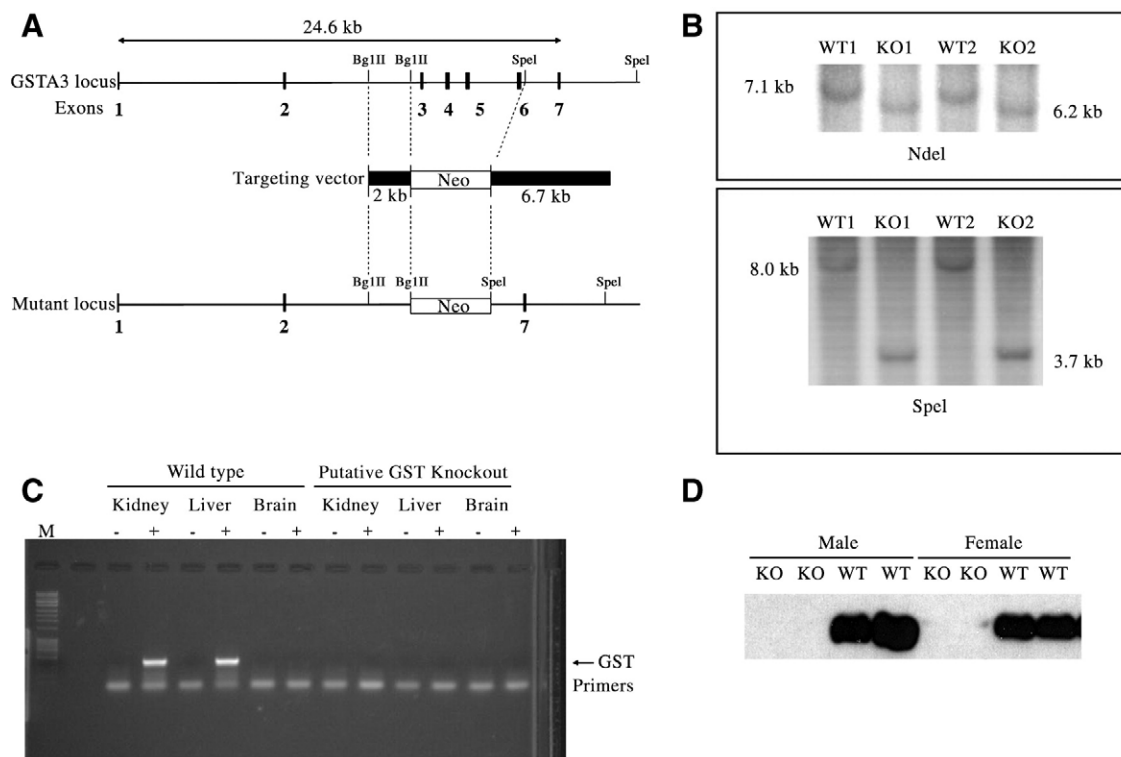 A
24.6 kb
Bg1II Bg1II SpeI SpeI
GSTA3 locus
Exons 1 2 3 4 5 6 7
Targeting vector Neo
2 kb 6.7 kb
Bg1II Bg1II SpeI SpeI
Mutant locus Neo
1 2 7
B
WT1 KO1 WT2 KO2
7.1 kb 6.2 kb
NdeI
WT1 KO1 WT2 KO2
8.0 kb
3.7 kb
SpeI
C
Wild type Putative GST Knockout
Kidney Liver Brain Kidney Liver Brain
M - + - + - + - + - + - +
GST
Primers
D
Male Female
KO KO WT WT KO KO WT WT